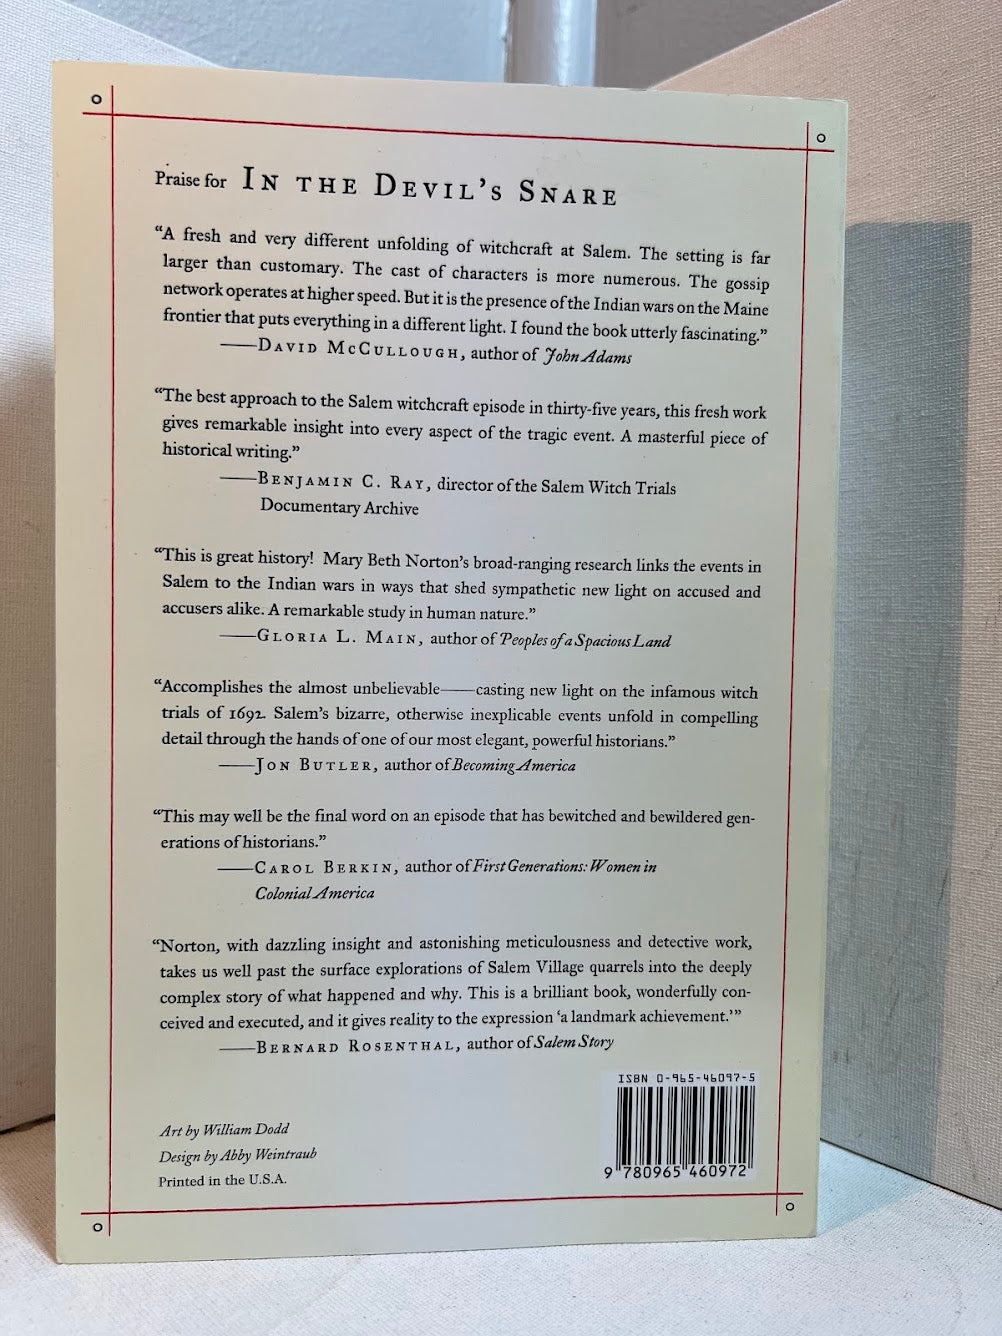 Praise for IN THE DEVIL'S SNARE
“A fresh and very different unfolding of witchcraft at Salem. The setting is far
larger than customary. The cast of characters is more numerous. The gossip
network operates at higher speed. But it is the presence of the Indian wars on the Maine
frontier that puts everything in a different light. I found the book utterly fascinating.”
—DAVID MCCULLOUGH, author of John Adams
“The best approach to the Salem witchcraft episode in thirty-five years, this fresh work
gives remarkable insight into every aspect of the tragic event. A masterful piece of
historical writing.”
—BENJAMIN C. RAY, director of the Salem Witch Trials
Documentary Archive
“This is great history! Mary Beth Norton's broad-ranging research links the events in
Salem to the Indian wars in ways that shed sympathetic new light on accused and
accusers alike. A remarkable study in human nature.”
—GLORIA L. MAIN, author of Peoples of a Spacious Land
“Accomplishes the almost unbelievable—casting new light on the infamous witch
trials of 1692. Salem's bizarre, otherwise inexplicable events unfold in compelling
detail through the hands of one of our most elegant, powerful historians.”
—JON BUTLER, author of Becoming America
“This may well be the final word on an episode that has bewitched and bewildered gen-
erations of historians.”
—CAROL BERKIN, author of First Generations: Women in
Colonial America
“Norton, with dazzling insight and astonishing meticulousness and detective work,
takes us well past the surface explorations of Salem Village quarrels into the deeply
complex story of what happened and why. This is a brilliant book, wonderfully con-
ceived and executed, and it gives reality to the expression ‘a landmark achievement.’”
—BERNARD ROSENTHAL, author of Salem Story
Art by William Dodd
Design by Abby Weintraub
Printed in the U.S.A.
ISBN 0-965-46097-5
9 780965 460972